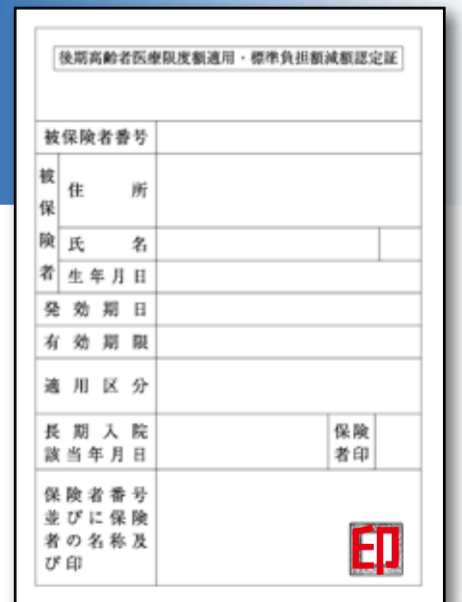 後期高齢者医療限度額適用・標準負担額減額認定証
被保険者番号
被保険者
住所
氏名
生年月日
発効期日
有効期限
適用区分
長期入院
該当年月日
保険
者印
保険者番号
並びに保険
者の名称及
び印
印